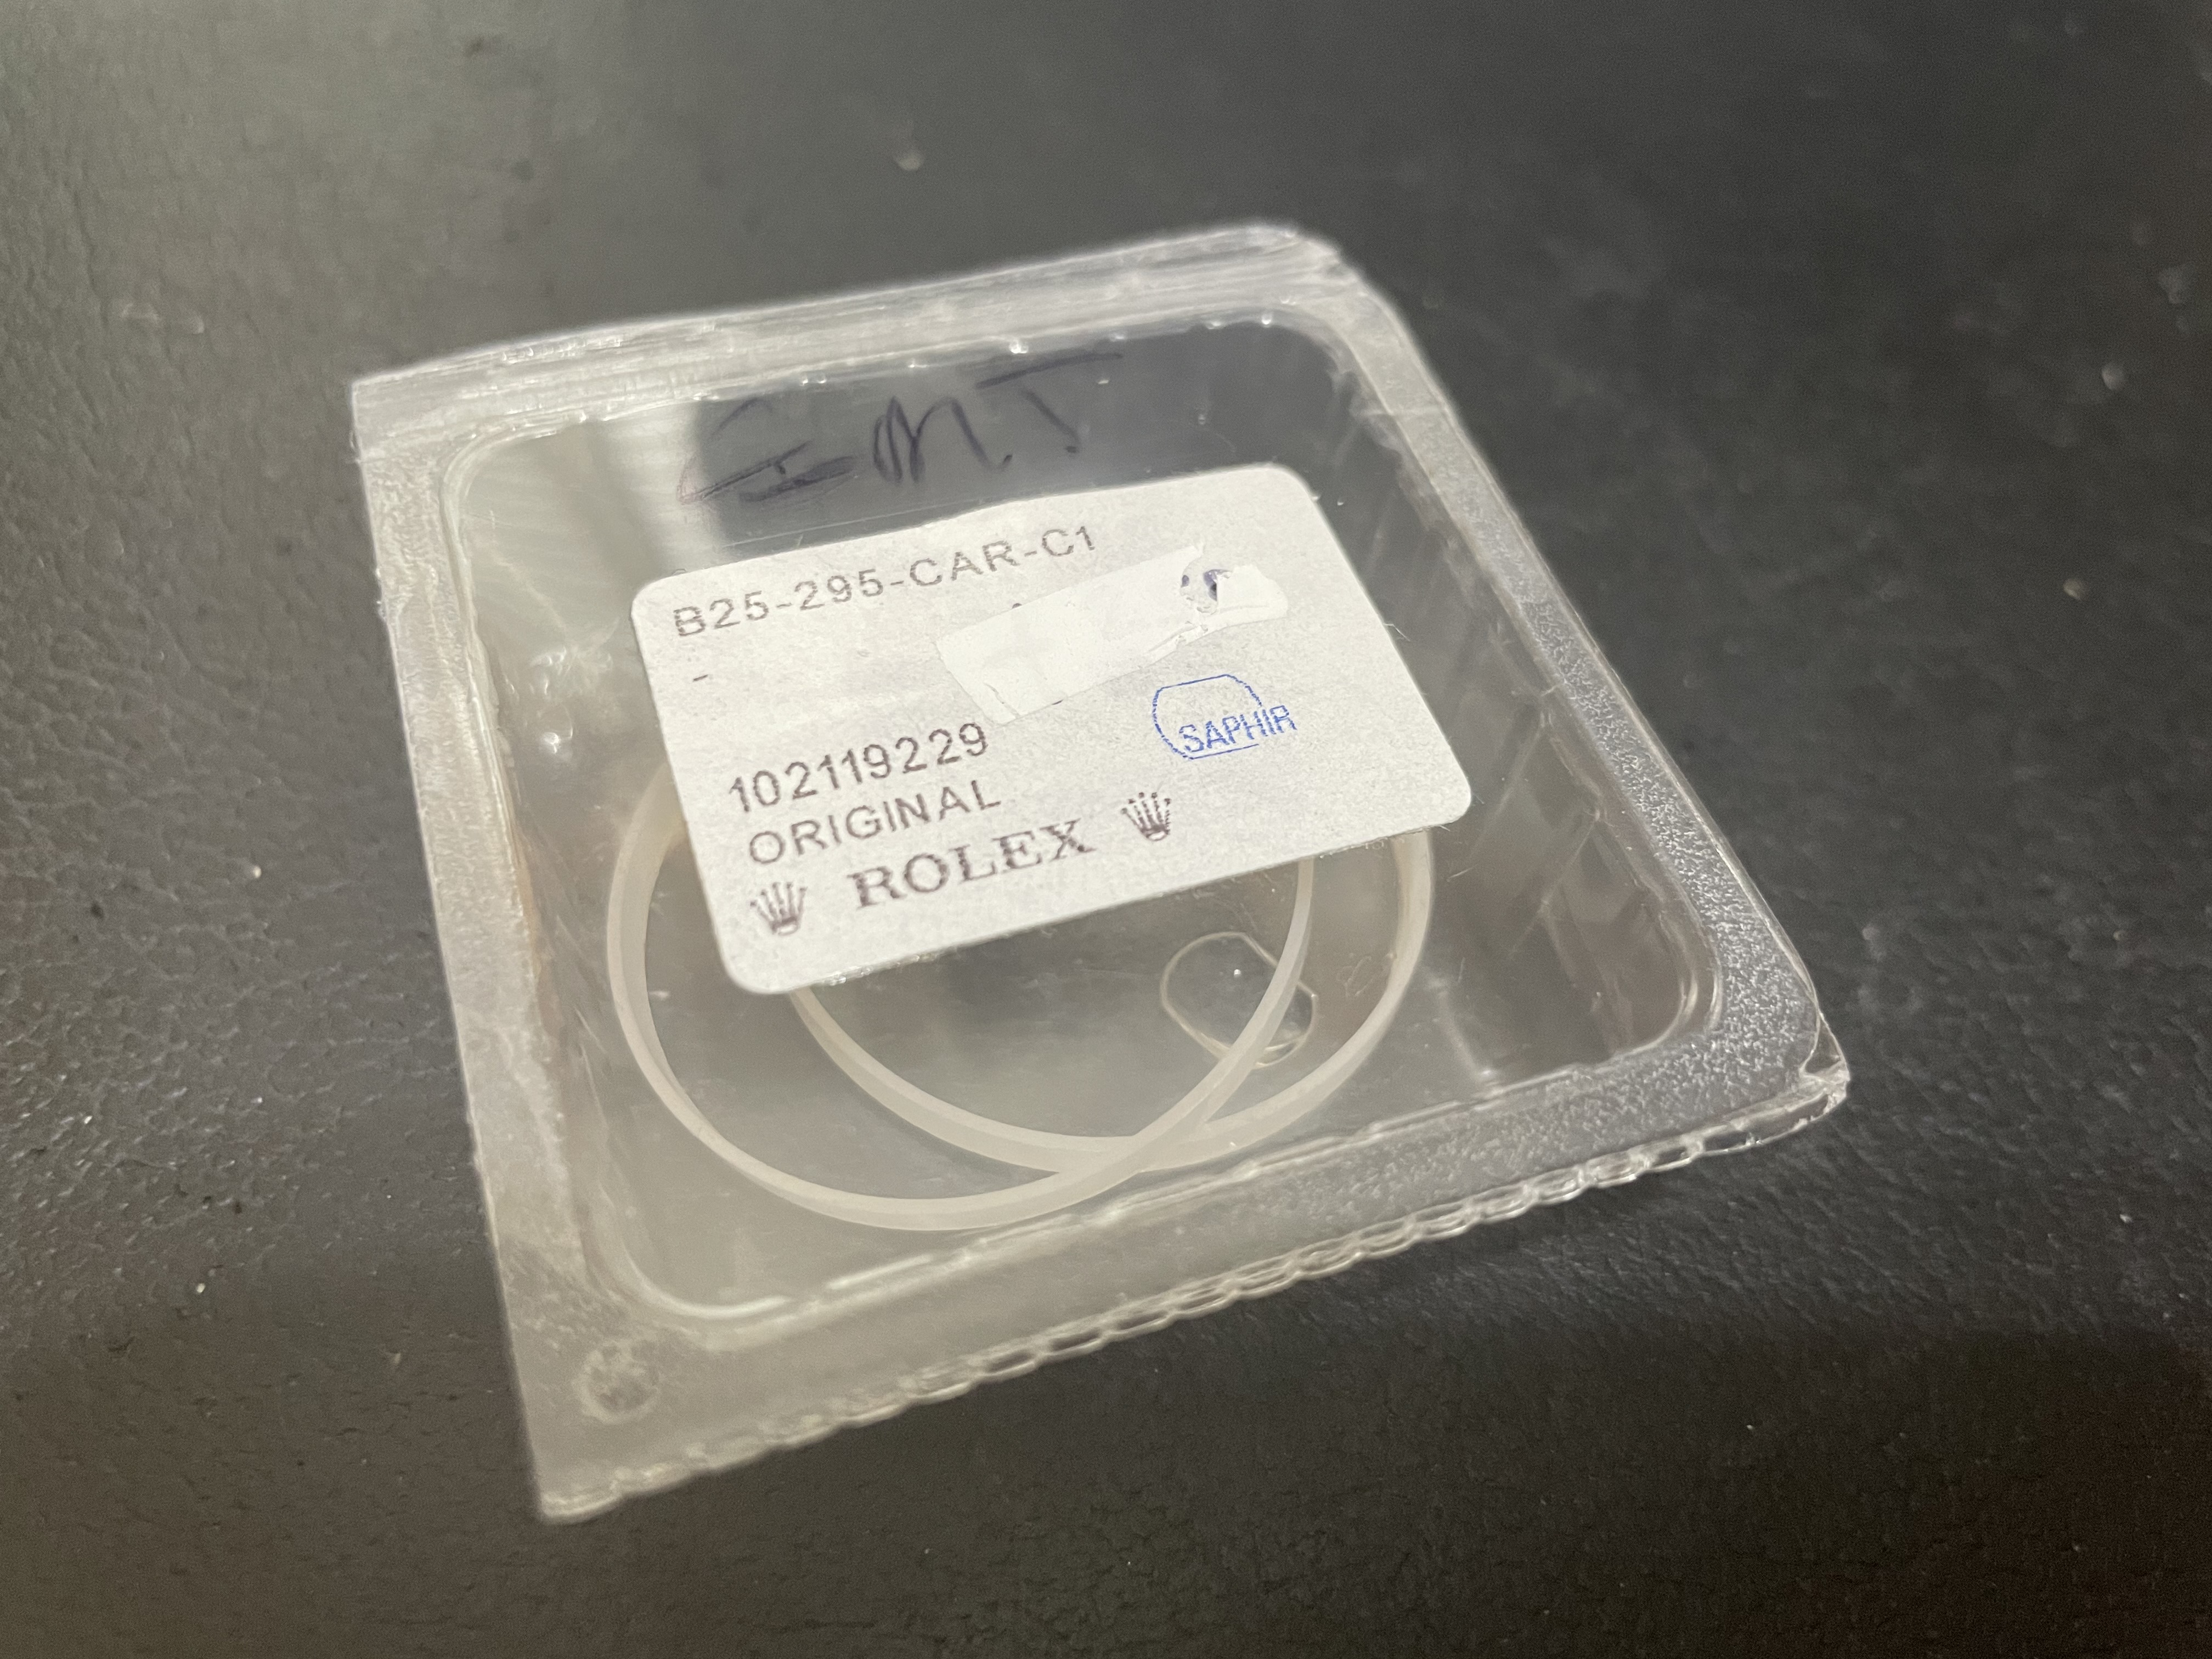 GMT
B25-295-CAR-C1
-
102119229
SAPHIR
ORIGINAL
ROLEX